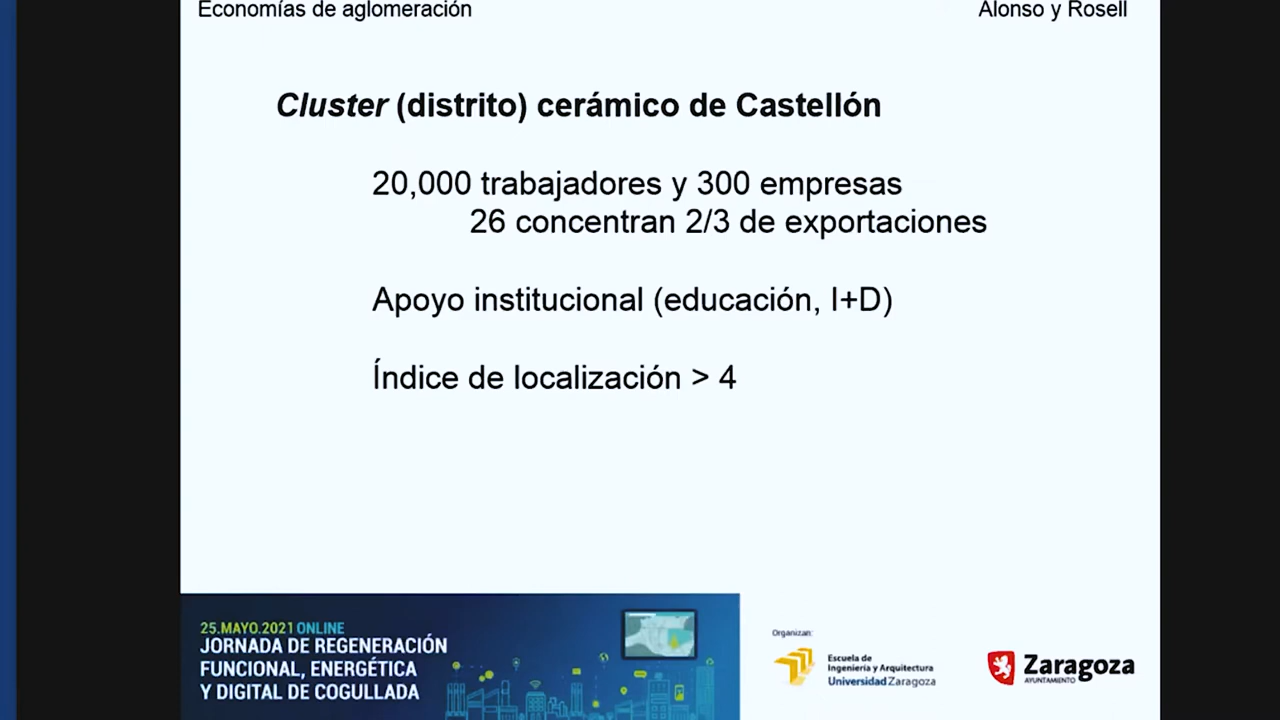 Economías de aglomeración
Alonso y Rosell
Cluster (distrito) cerámico de Castellón
20,000 trabajadores y 300 empresas
26 concentran 2/3 de exportaciones
Apoyo institucional (educación, I+D)
Índice de localización > 4
25.MAYO.2021 ONLINE
JORNADA DE REGENERACIÓN
FUNCIONAL, ENERGÉTICA
Y DIGITAL DE COGULLADA
Organizan:
Escuela de
Ingeniería y Arquitectura
Universidad Zaragoza
Zaragoza
AYUNTAMIENTO